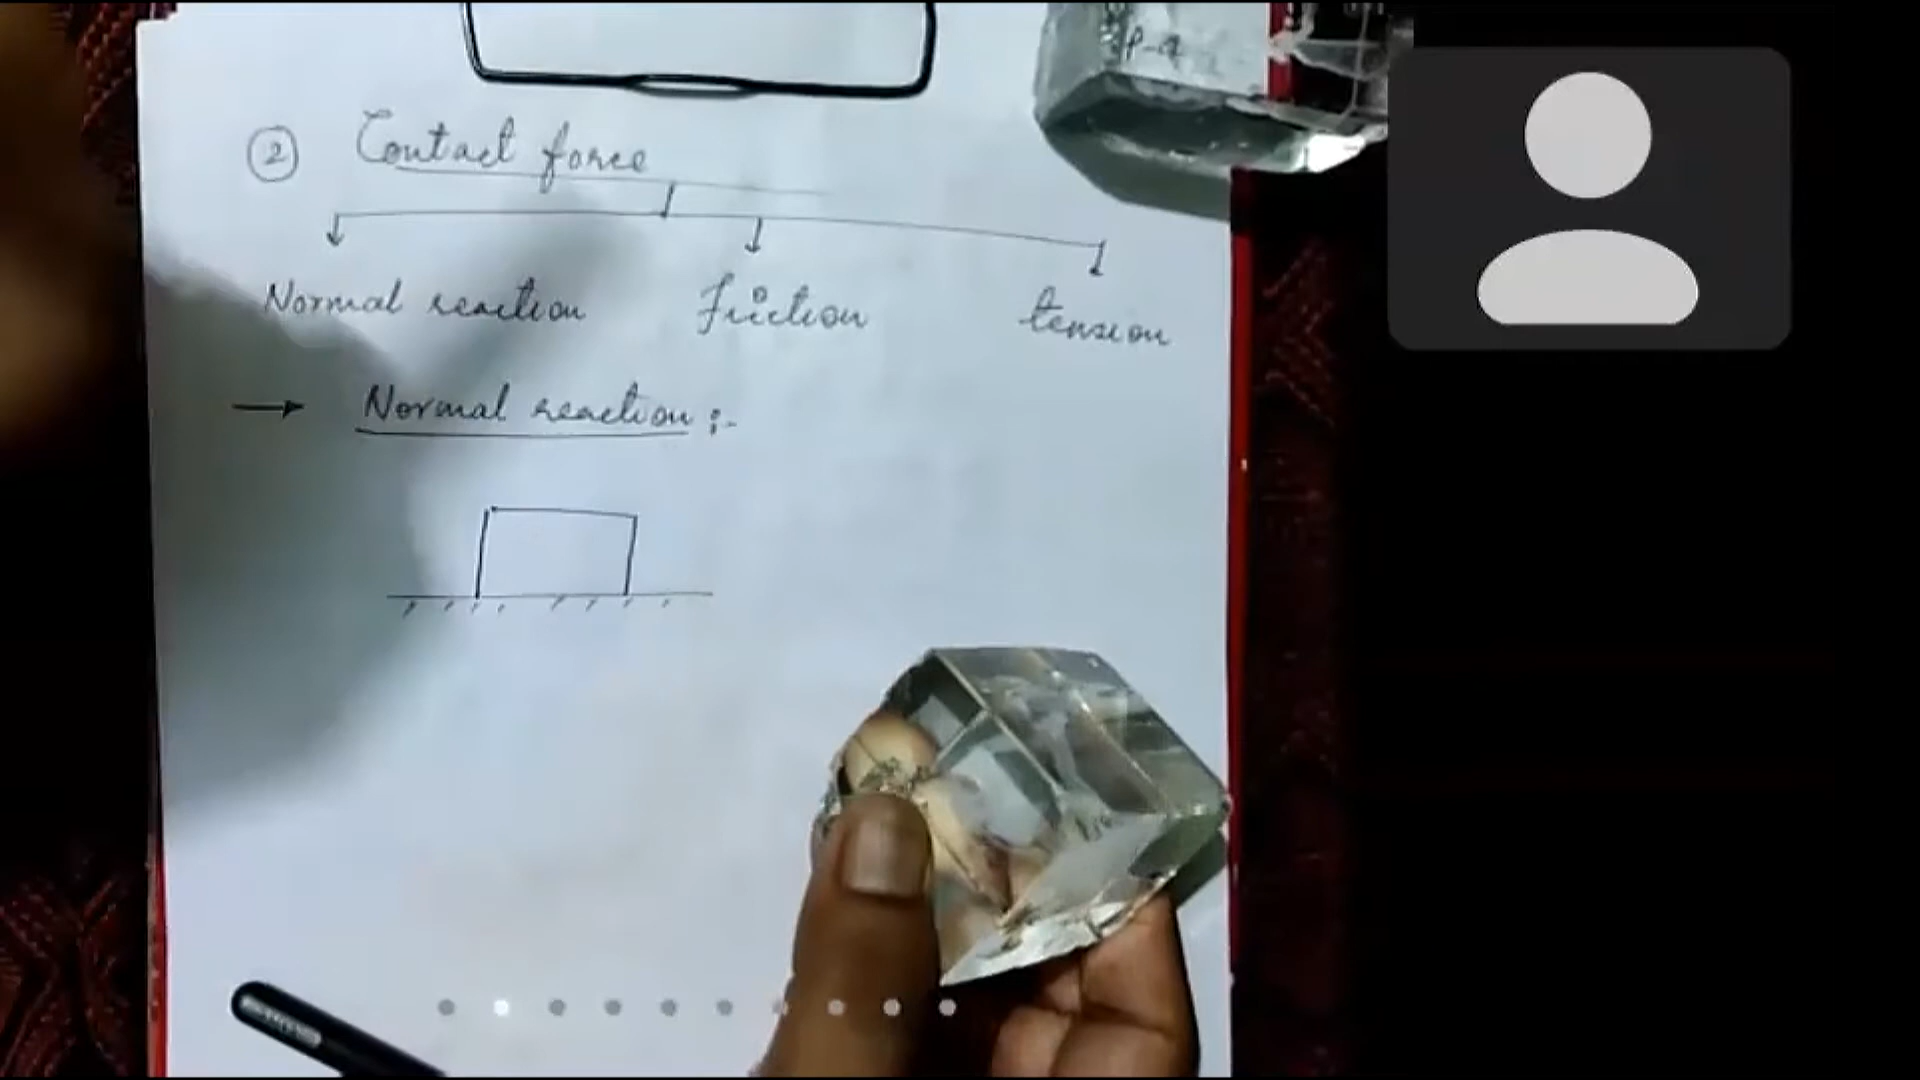 ② Contact force
Normal reaction friction tension
→ Normal reaction :-